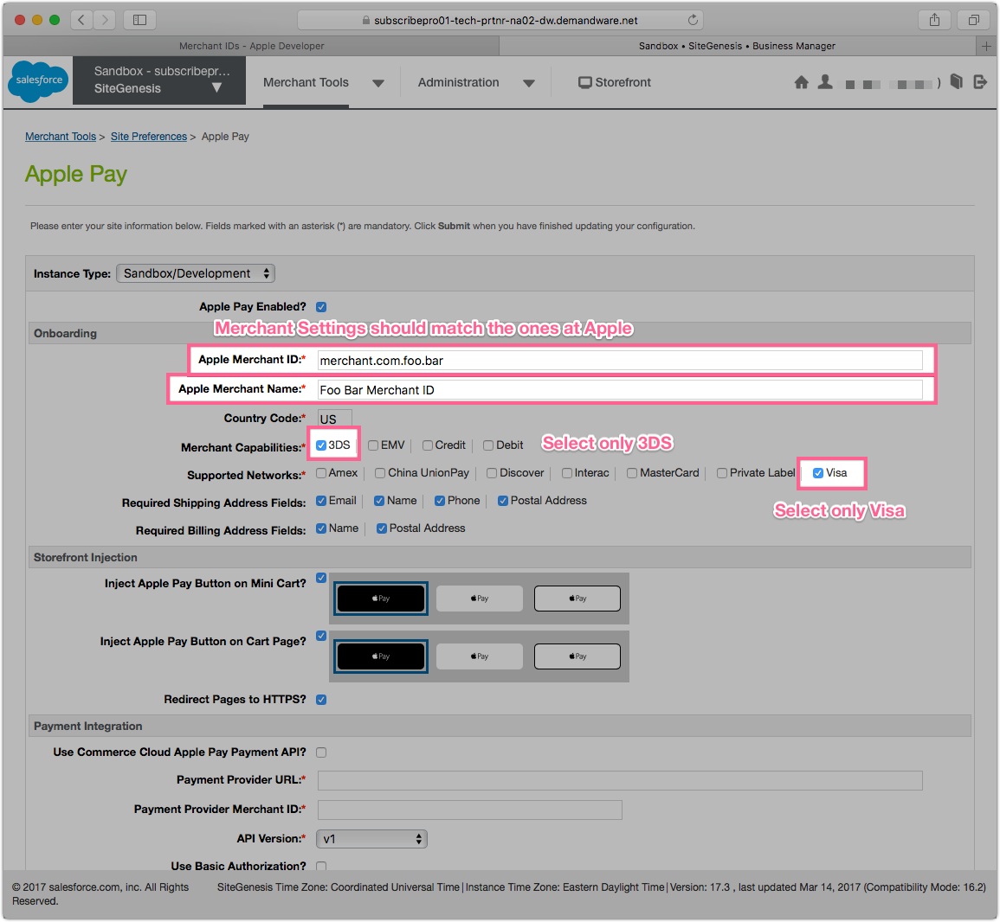 subscribepro01-tech-prtnr-na02-dw.demandware.net
Merchant IDs - Apple Developer
Sandbox • SiteGenesis • Business Manager
salesforce
Sandbox - subscribepr...
SiteGenesis
Merchant Tools
Administration
Storefront
)
Merchant Tools > Site Preferences > Apple Pay
Apple Pay
Please enter your site information below. Fields marked with an asterisk (*) are mandatory. Click Submit when you have finished updating your configuration.
Instance Type: Sandbox/Development
Apple Pay Enabled?
Onboarding
Merchant Settings should match the ones at Apple
Apple Merchant ID:* merchant.com.foo.bar
Apple Merchant Name:* Foo Bar Merchant ID
Country Code:* US
Merchant Capabilities:* 3DS EMV Credit Debit
Select only 3DS
Supported Networks:* Amex China UnionPay Discover Interac MasterCard Private Label Visa
Required Shipping Address Fields: Email Name Phone Postal Address
Select only Visa
Required Billing Address Fields: Name Postal Address
Storefront Injection
Inject Apple Pay Button on Mini Cart?
Pay Pay Pay
Inject Apple Pay Button on Cart Page?
Pay Pay Pay
Redirect Pages to HTTPS?
Payment Integration
Use Commerce Cloud Apple Pay Payment API?
Payment Provider URL:*
Payment Provider Merchant ID:*
API Version:* v1
Use Basic Authorization?
© 2017 salesforce.com, inc. All Rights
Reserved.
SiteGenesis Time Zone: Coordinated Universal Time | Instance Time Zone: Eastern Daylight Time | Version: 17.3 , last updated Mar 14, 2017 (Compatibility Mode: 16.2)